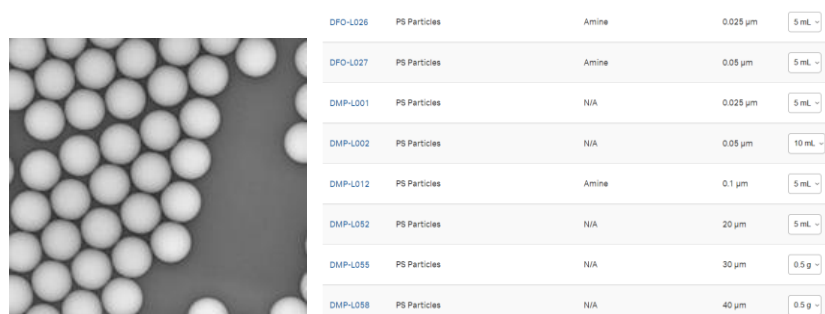 DFO-L026 PS Particles Amine 0.025 µm 5 mL
DFO-L027 PS Particles Amine 0.05 µm 5 mL
DMP-L001 PS Particles N/A 0.025 µm 5 mL
DMP-L002 PS Particles N/A 0.05 µm 10 mL
DMP-L012 PS Particles Amine 0.1 µm 5 mL
DMP-L052 PS Particles N/A 20 µm 5 mL
DMP-L055 PS Particles N/A 30 µm 0.5 g
DMP-L058 PS Particles N/A 40 µm 0.5 g